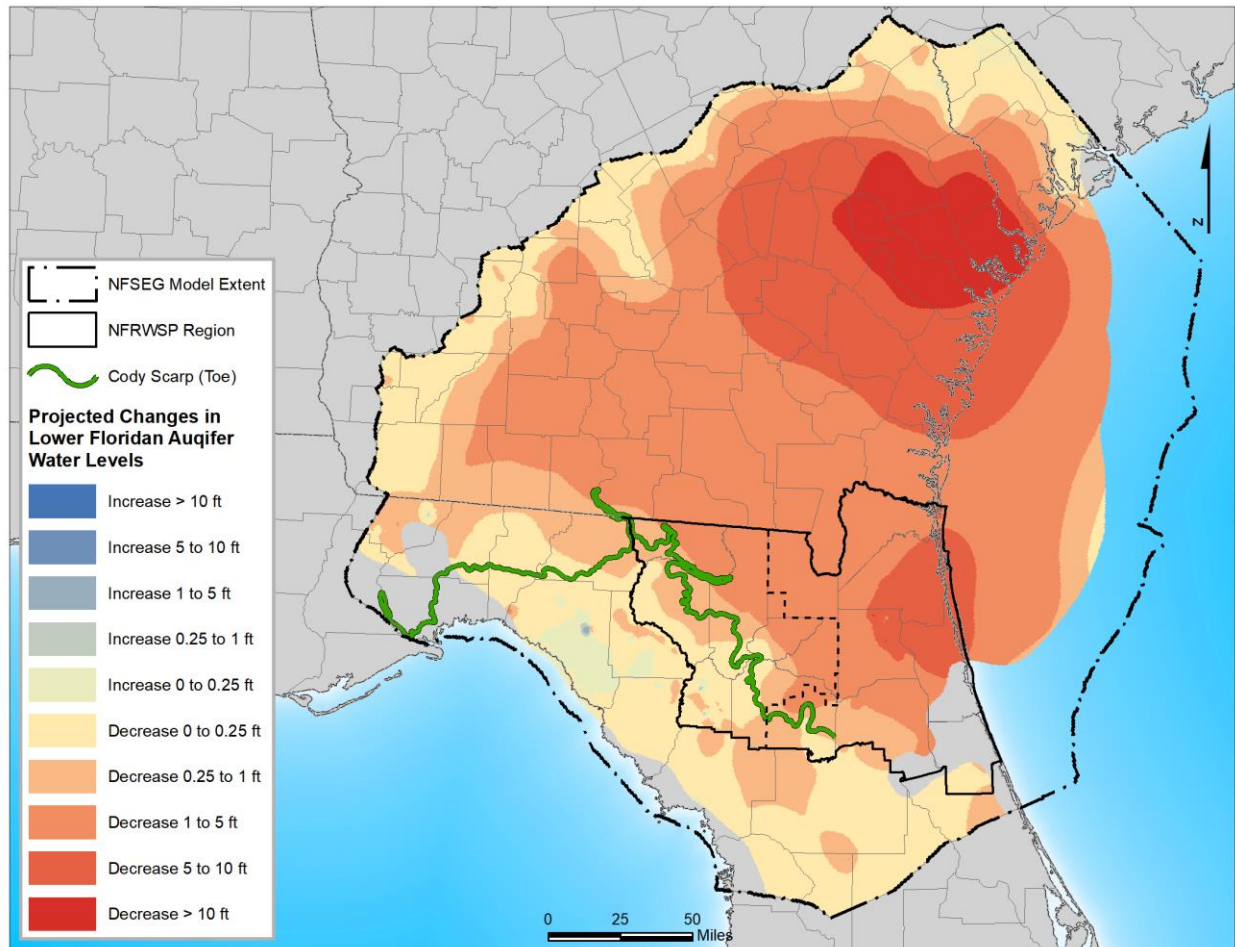 N
NFSEG Model Extent
NFRWSP Region
Cody Scarp (Toe)
Projected Changes in
Lower Floridan Auqifer
Water Levels
Increase > 10 ft
Increase 5 to 10 ft
Increase 1 to 5 ft
Increase 0.25 to 1 ft
Increase 0 to 0.25 ft
Decrease 0 to 0.25 ft
Decrease 0.25 to 1 ft
Decrease 1 to 5 ft
Decrease 5 to 10 ft
Decrease > 10 ft
0 25 50
Miles